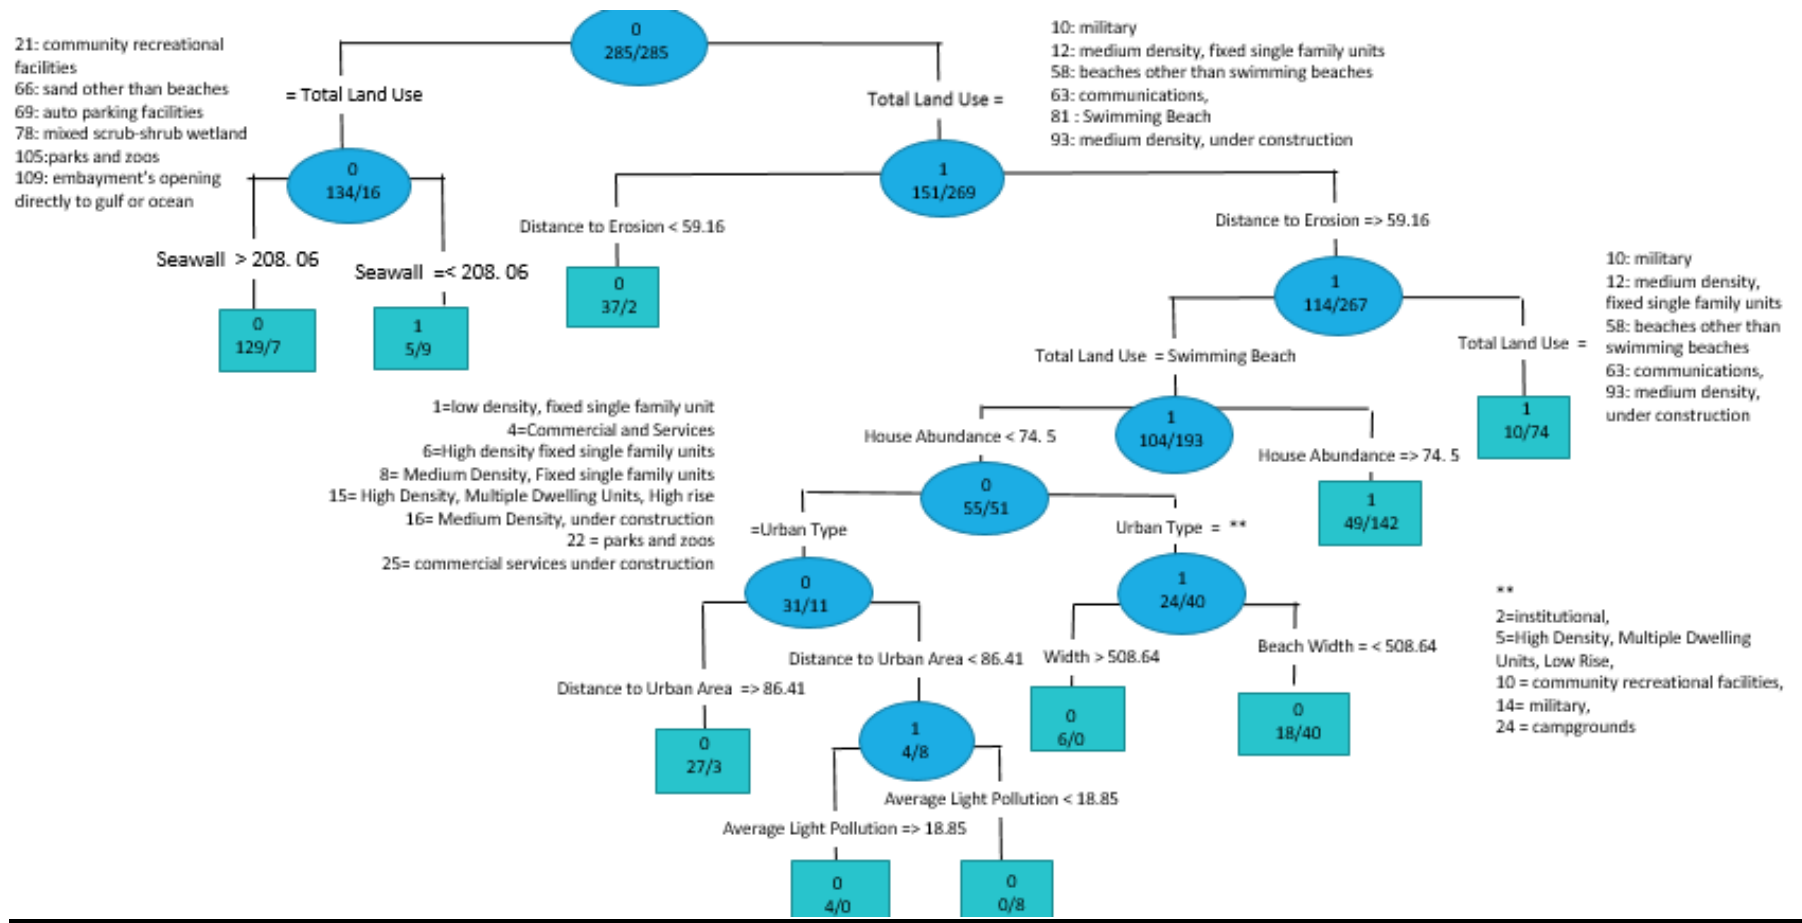 0
285/285
21: community recreational
facilities
66: sand other than beaches
69: auto parking facilities
78: mixed scrub-shrub wetland
105:parks and zoos
109: embayment's opening
directly to gulf or ocean
= Total Land Use
Total Land Use =
10: military
12: medium density, fixed single family units
58: beaches other than swimming beaches
63: communications,
81 : Swimming Beach
93: medium density, under construction
0
134/16
1
151/269
Seawall > 208. 06
Seawall =< 208. 06
Distance to Erosion < 59.16
Distance to Erosion => 59.16
0
129/7
1
5/9
0
37/2
1
114/267
10: military
12: medium density,
fixed single family units
58: beaches other than
swimming beaches
63: communications,
93: medium density,
under construction
Total Land Use = Swimming Beach
Total Land Use =
1
104/193
1
10/74
1=low density, fixed single family unit
4=Commercial and Services
6=High density fixed single family units
8= Medium Density, Fixed single family units
15= High Density, Multiple Dwelling Units, High rise
16= Medium Density, under construction
22 = parks and zoos
25= commercial services under construction
House Abundance < 74. 5
House Abundance => 74. 5
0
55/51
1
49/142
=Urban Type
Urban Type = **
0
31/11
1
24/40
**
2=institutional,
5=High Density, Multiple Dwelling
Units, Low Rise,
10 = community recreational facilities,
14= military,
24 = campgrounds
Distance to Urban Area => 86.41
Distance to Urban Area < 86.41
Width > 508.64
Beach Width = < 508.64
0
27/3
1
4/8
0
6/0
0
18/40
Average Light Pollution => 18.85
Average Light Pollution < 18.85
0
4/0
0
0/8